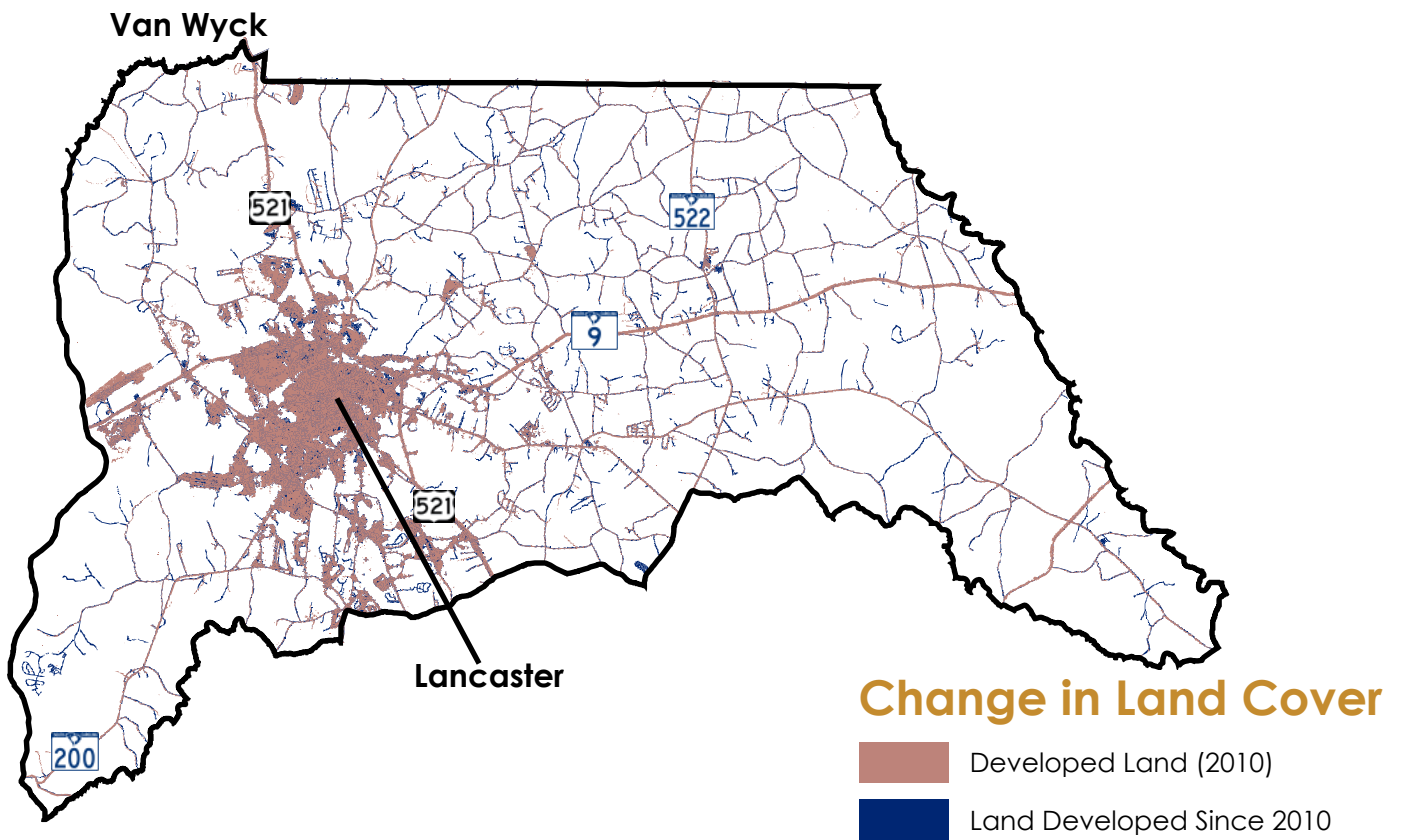 Van Wyck
521
522
9
521
Lancaster
200
Change in Land Cover
Developed Land (2010)
Land Developed Since 2010